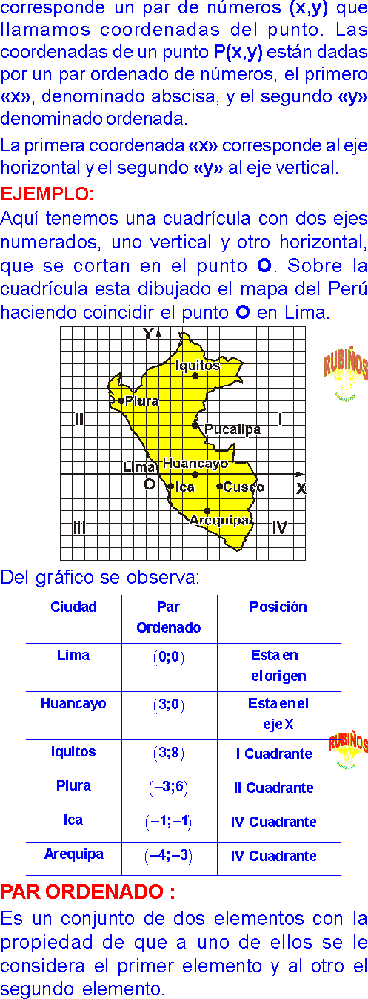 corresponde un par de números (x,y) que
llamamos coordenadas del punto. Las
coordenadas de un punto P(x,y) están dadas
por un par ordenado de números, el primero
«x», denominado abscisa, y el segundo «y»
denominado ordenada.
La primera coordenada «x» corresponde al eje
horizontal y el segundo «y» al eje vertical.
EJEMPLO:
Aquí tenemos una cuadrícula con dos ejes
numerados, uno vertical y otro horizontal,
que se cortan en el punto O. Sobre la
cuadrícula esta dibujado el mapa del Perú
haciendo coincidir el punto O en Lima.
Y
Iquitos
RUBIÑOS
Piura
II
I
Pucallpa
Lima
Huancayo
O
Ica
Cusco
X
Arequipa
III
IV
Del gráfico se observa:
Ciudad Par Posición
Ordenado
Lima (0;0) Esta en
el origen
Huancayo (3;0) Esta en el
eje X
RUBIÑOS
Iquitos (3;8) I Cuadrante
Piura (−3;6) II Cuadrante
Ica (−1;−1) IV Cuadrante
Arequipa (−4;−3) IV Cuadrante
PAR ORDENADO :
Es un conjunto de dos elementos con la
propiedad de que a uno de ellos se le
considera el primer elemento y al otro el
segundo elemento.